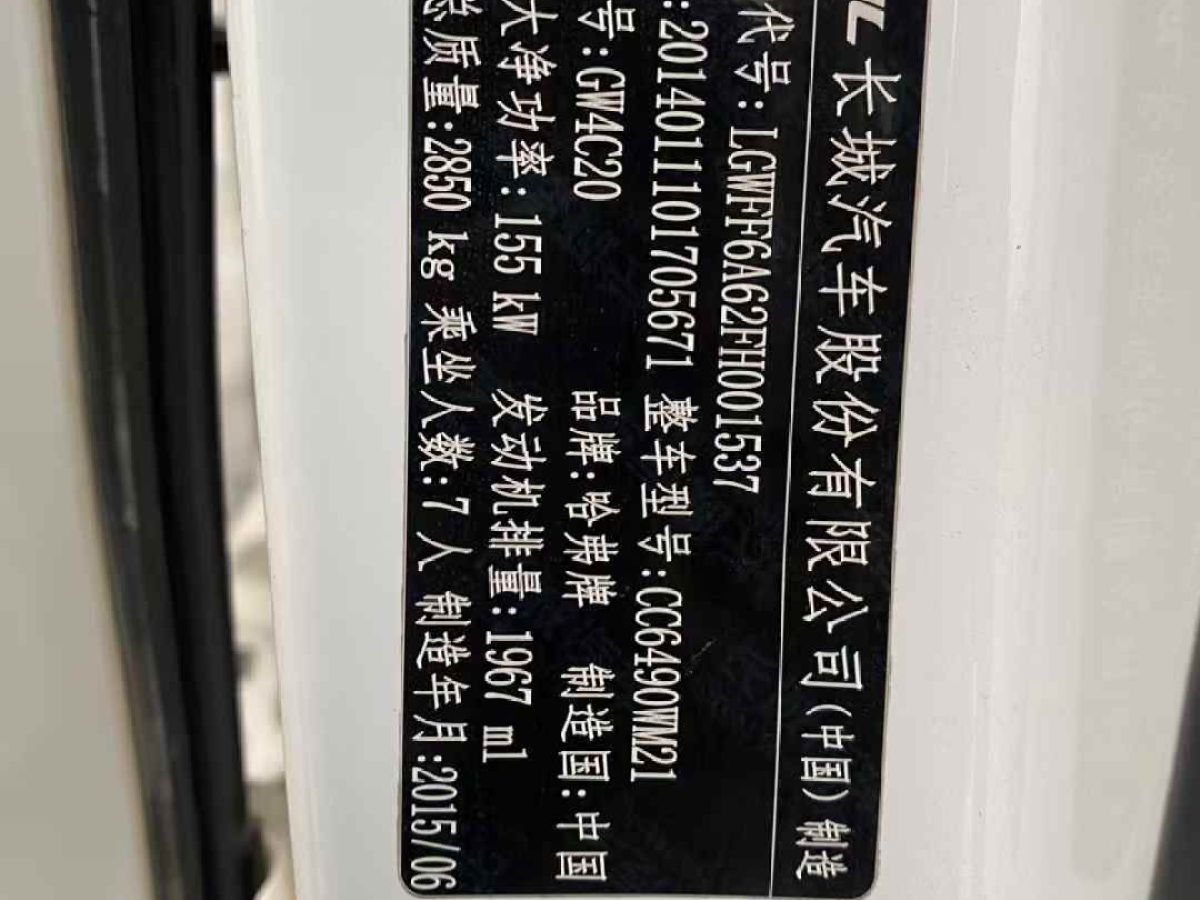 长城汽车股份有限公司(中国)制造
代号:LGWFF6A62FH001537
:2014011101705671 整车型号:CC6490WM21
号:GW4C20 品牌:哈弗牌 制造国:中国
大净功率:155 kW 发动机排量:1967 ml
总质量:2850 kg 乘坐人数:7 人 制造年月:2015/06